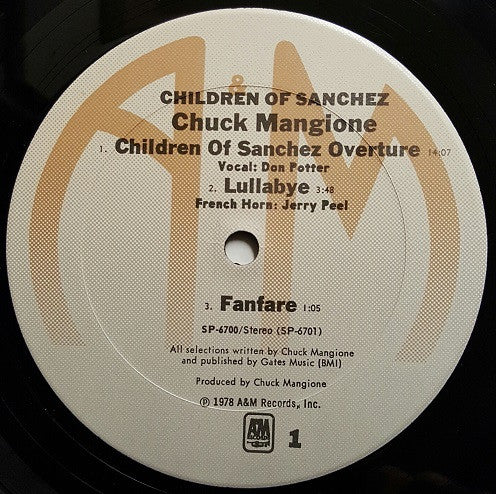 A&M
CHILDREN OF SANCHEZ
Chuck Mangione
1. Children Of Sanchez Overture 14:07
Vocal: Don Potter
2. Lullabye 3:48
French Horn: Jerry Peel
3. Fanfare 1:05
SP-6700/Stereo (SP-6701)
All selections written by Chuck Mangione
and published by Gates Music (BMI)
Produced by Chuck Mangione
℗ 1978 A&M Records, Inc.
A&M
RECORDS
1